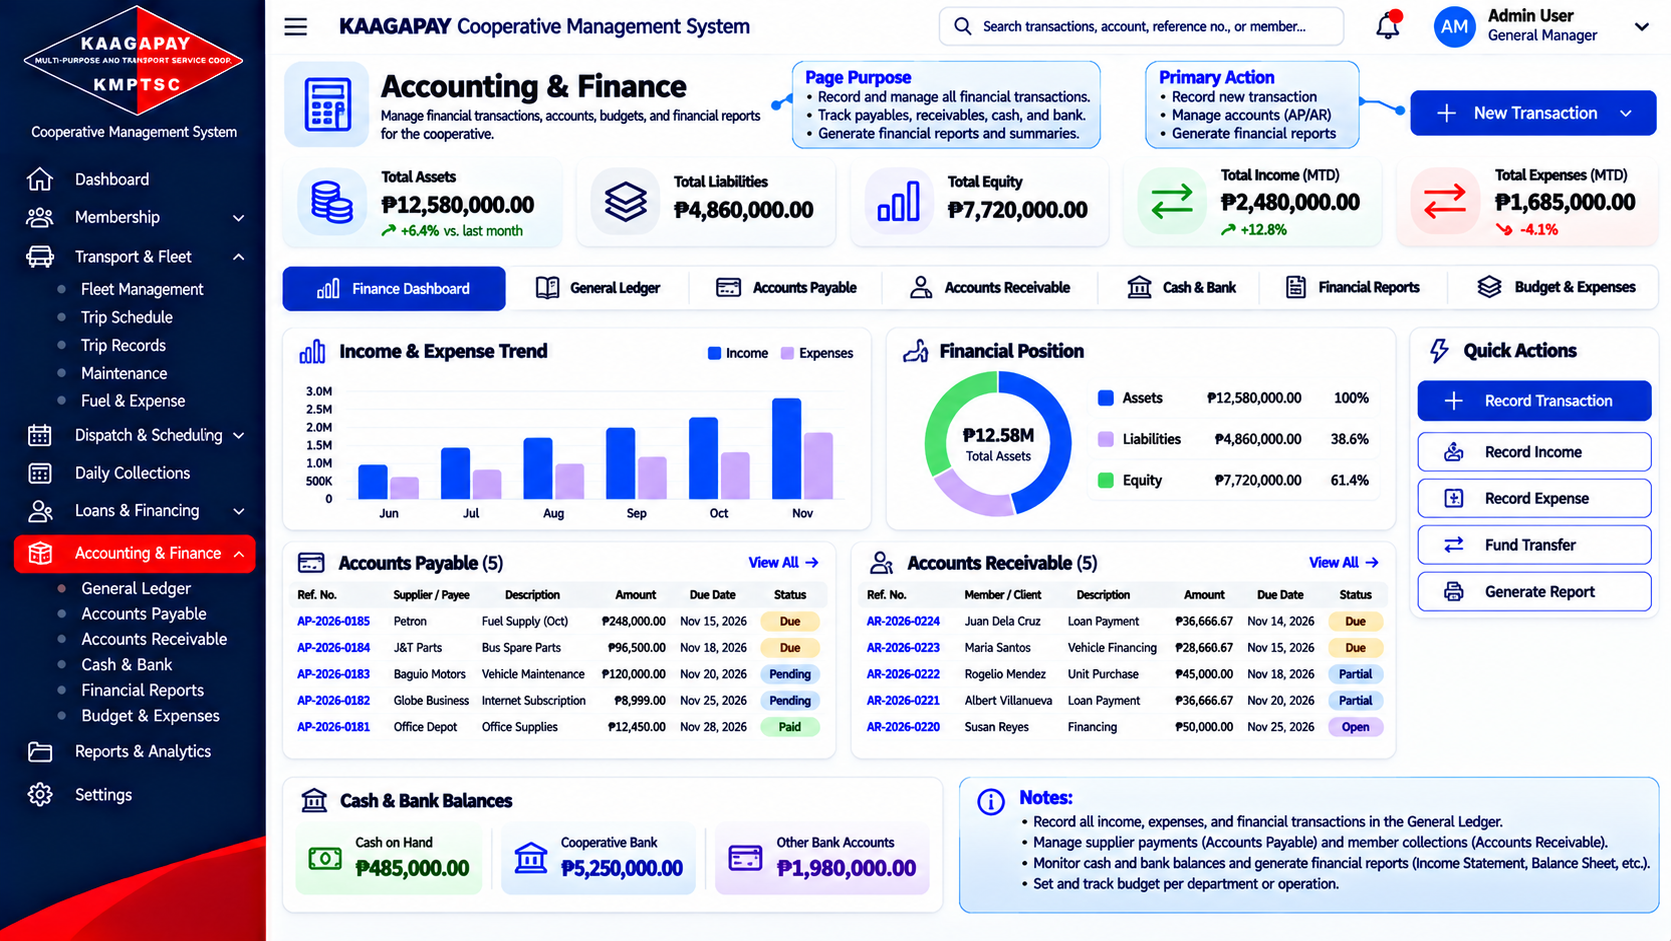 KAAGAPAY
MULTI-PURPOSE AND TRANSPORT SERVICE COOP.
KMPTSC
Cooperative Management System
Dashboard
Membership
Transport & Fleet
Fleet Management
Trip Schedule
Trip Records
Maintenance
Fuel & Expense
Dispatch & Scheduling
Daily Collections
Loans & Financing
Accounting & Finance
General Ledger
Accounts Payable
Accounts Receivable
Cash & Bank
Financial Reports
Budget & Expenses
Reports & Analytics
Settings
KAAGAPAY Cooperative Management System
Search transactions, account, reference no., or member...
AM
Admin User
General Manager
Accounting & Finance
Manage financial transactions, accounts, budgets, and financial reports
for the cooperative.
Page Purpose
• Record and manage all financial transactions.
• Track payables, receivables, cash, and bank.
• Generate financial reports and summaries.
Primary Action
• Record new transaction
• Manage accounts (AP/AR)
• Generate financial reports
New Transaction
Total Assets
₱12,580,000.00
+6.4% vs. last month
Total Liabilities
₱4,860,000.00
Total Equity
₱7,720,000.00
Total Income (MTD)
₱2,480,000.00
+12.8%
Total Expenses (MTD)
₱1,685,000.00
-4.1%
Finance Dashboard
General Ledger
Accounts Payable
Accounts Receivable
Cash & Bank
Financial Reports
Budget & Expenses
Income & Expense Trend
Income Expenses
3.0M
2.5M
2.0M
1.5M
1.0M
500K
0
Jun Jul Aug Sep Oct Nov
Financial Position
₱12.58M
Total Assets
Assets ₱12,580,000.00 100%
Liabilities ₱4,860,000.00 38.6%
Equity ₱7,720,000.00 61.4%
Quick Actions
Record Transaction
Record Income
Record Expense
Fund Transfer
Generate Report
Accounts Payable (5) View All →
Ref. No. Supplier / Payee Description Amount Due Date Status
AP-2026-0185 Petron Fuel Supply (Oct) ₱248,000.00 Nov 15, 2026 Due
AP-2026-0184 J&T Parts Bus Spare Parts ₱96,500.00 Nov 18, 2026 Due
AP-2026-0183 Baguio Motors Vehicle Maintenance ₱120,000.00 Nov 20, 2026 Pending
AP-2026-0182 Globe Business Internet Subscription ₱8,999.00 Nov 25, 2026 Pending
AP-2026-0181 Office Depot Office Supplies ₱12,450.00 Nov 28, 2026 Paid
Accounts Receivable (5) View All →
Ref. No. Member / Client Description Amount Due Date Status
AR-2026-0224 Juan Dela Cruz Loan Payment ₱36,666.67 Nov 14, 2026 Due
AR-2026-0223 Maria Santos Vehicle Financing ₱28,660.67 Nov 15, 2026 Due
AR-2026-0222 Rogelio Mendez Unit Purchase ₱45,000.00 Nov 18, 2026 Partial
AR-2026-0221 Albert Villanueva Loan Payment ₱36,666.67 Nov 20, 2026 Partial
AR-2026-0220 Susan Reyes Financing ₱50,000.00 Nov 25, 2026 Open
Cash & Bank Balances
Cash on Hand
₱485,000.00
Cooperative Bank
₱5,250,000.00
Other Bank Accounts
₱1,980,000.00
Notes:
• Record all income, expenses, and financial transactions in the General Ledger.
• Manage supplier payments (Accounts Payable) and member collections (Accounts Receivable).
• Monitor cash and bank balances and generate financial reports (Income Statement, Balance Sheet, etc.).
• Set and track budget per department or operation.